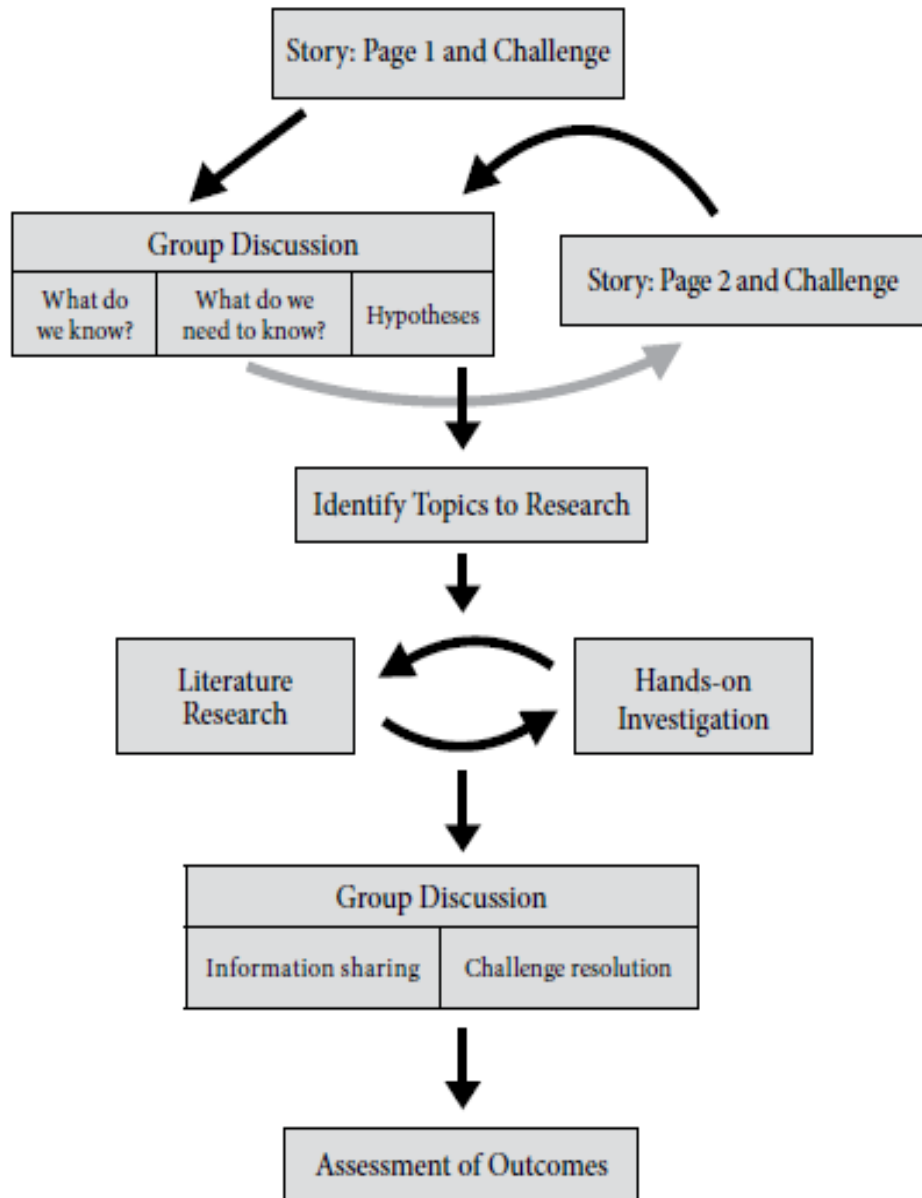 Story: Page 1 and Challenge
Group Discussion
What do
we know?
What do we
need to know?
Hypotheses
Story: Page 2 and Challenge
Identify Topics to Research
Literature
Research
Hands-on
Investigation
Group Discussion
Information sharing
Challenge resolution
Assessment of Outcomes